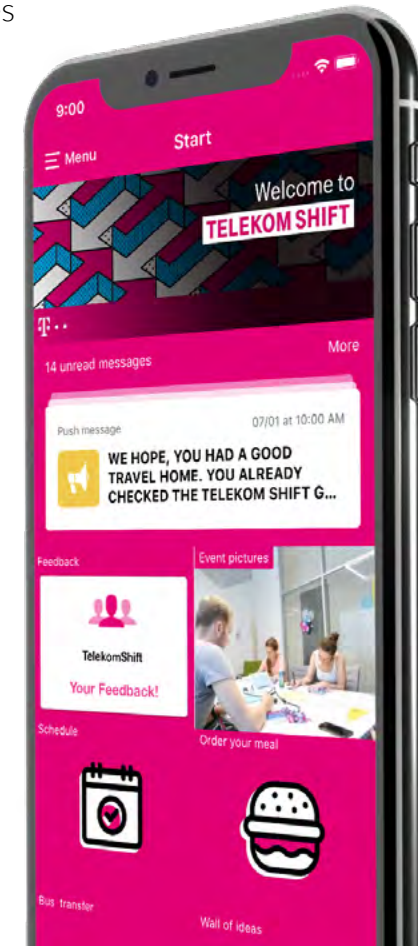 S
9:00
Start
Menu
Welcome to
TELEKOM SHIFT
T
14 unread messages
More
Push message
07/01 at 10:00 AM
WE HOPE, YOU HAD A GOOD
TRAVEL HOME. YOU ALREADY
CHECKED THE TELEKOM SHIFT G...
Feedback
Event pictures
TelekomShift
Your Feedback!
Schedule
Order your meal
Bus transfer
Wall of ideas